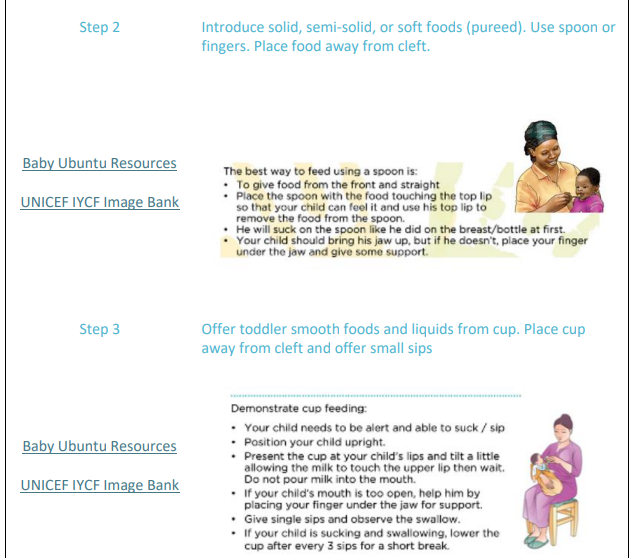 Step 2
Introduce solid, semi-solid, or soft foods (pureed). Use spoon or
fingers. Place food away from cleft.
Baby Ubuntu Resources
UNICEF IYCF Image Bank
The best way to feed using a spoon is:
• To give food from the front and straight
• Place the spoon with the food touching the top lip
so that your child can feel it and use his top lip to
remove the food from the spoon.
• He will suck on the spoon like he did on the breast/bottle at first.
• Your child should bring his jaw up, but if he doesn't, place your finger
under the jaw and give some support.
Step 3
Offer toddler smooth foods and liquids from cup. Place cup
away from cleft and offer small sips
Baby Ubuntu Resources
UNICEF IYCF Image Bank
Demonstrate cup feeding:
• Your child needs to be alert and able to suck / sip
• Position your child upright.
• Present the cup at your child's lips and tilt a little
allowing the milk to touch the upper lip then wait.
Do not pour milk into the mouth.
• If your child's mouth is too open, help him by
placing your finger under the jaw for support.
• Give single sips and observe the swallow.
• If your child is sucking and swallowing, lower the
cup after every 3 sips for a short break.